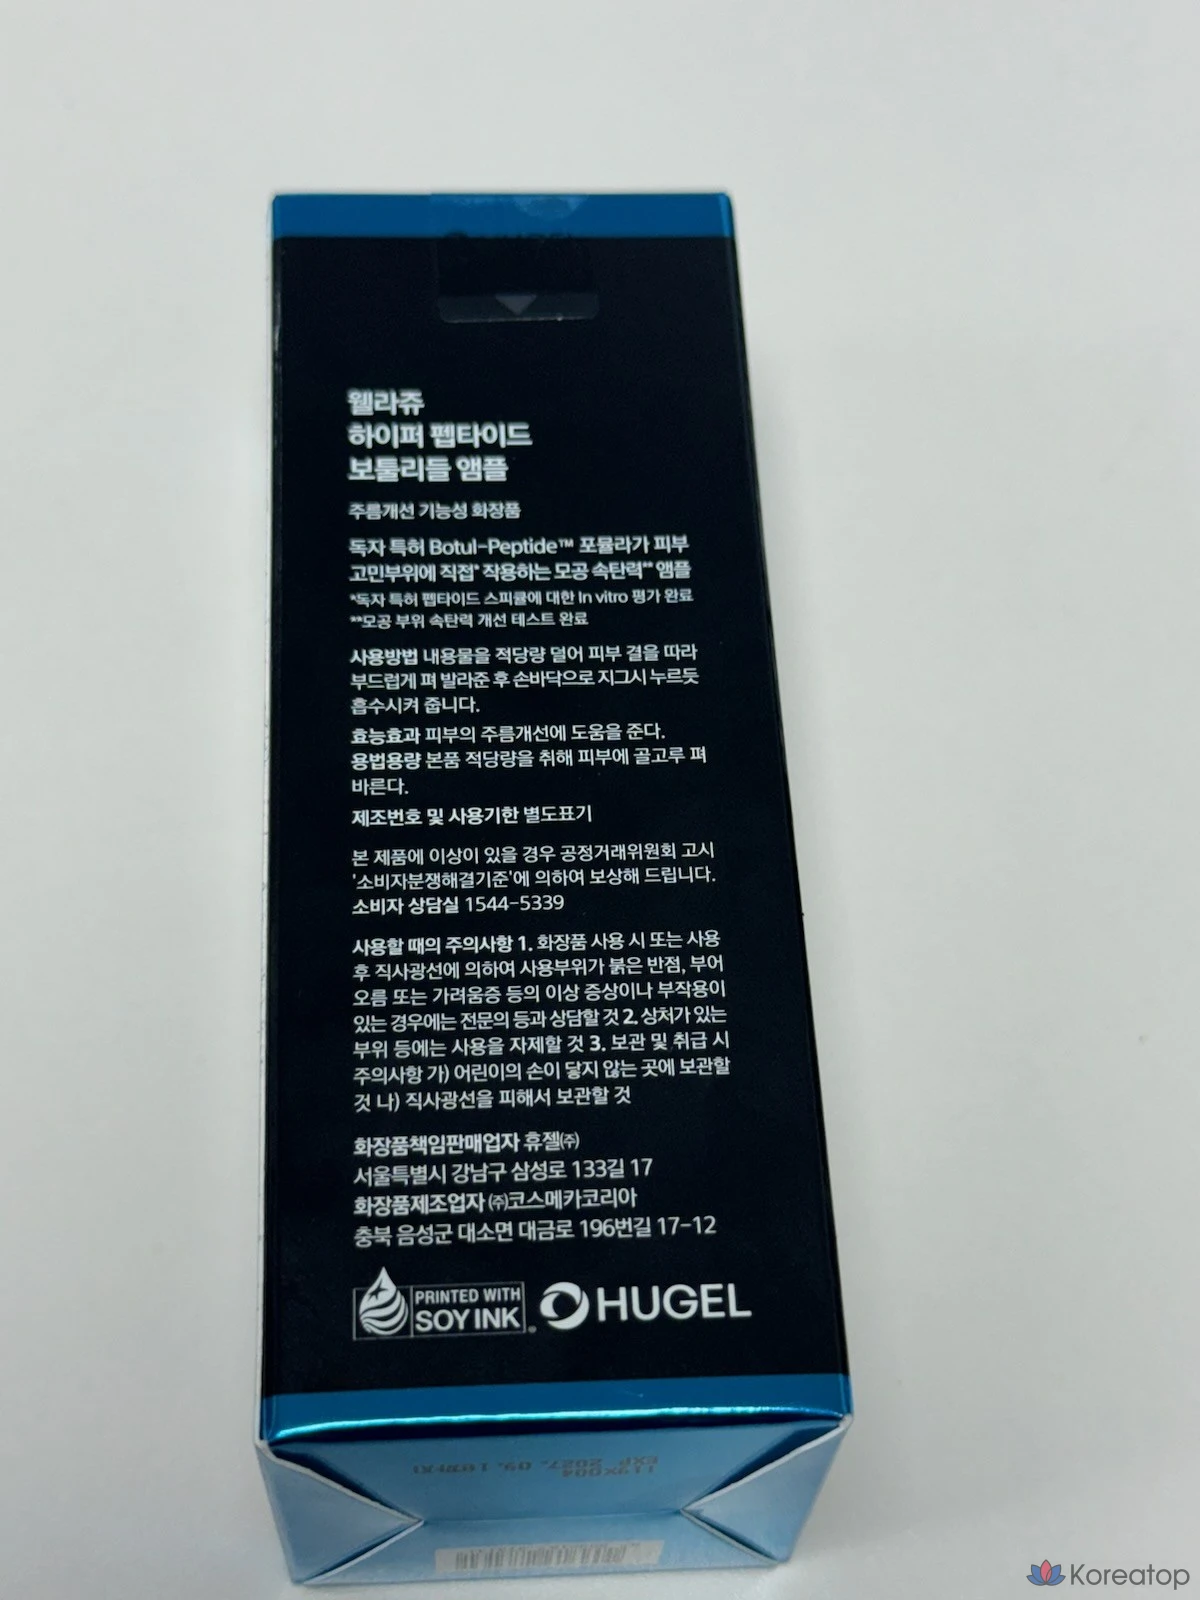 웰라쥬
하이퍼 펩타이드
보툴리들 앰플
주름개선 기능성 화장품
독자 특허 Botul-Peptide™ 포뮬라가 피부
고민부위에 직접* 작용하는 모공 속탄력** 앰플
*독자 특허 펩타이드 스피큘에 대한 In vitro 평가 완료
**모공 부위 속탄력 개선 테스트 완료
사용방법 내용물을 적당량 덜어 피부 결을 따라
부드럽게 펴 발라준 후 손바닥으로 지그시 누르듯
흡수시켜 줍니다.
효능효과 피부의 주름개선에 도움을 준다.
용법용량 본품 적당량을 취해 피부에 골고루 펴
바른다.
제조번호 및 사용기한 별도표기
본 제품에 이상이 있을 경우 공정거래위원회 고시
'소비자분쟁해결기준'에 의하여 보상해 드립니다.
소비자 상담실 1544-5339
사용할 때의 주의사항 1. 화장품 사용 시 또는 사용
후 직사광선에 의하여 사용부위가 붉은 반점, 부어
오름 또는 가려움증 등의 이상 증상이나 부작용이
있는 경우에는 전문의 등과 상담할 것 2. 상처가 있는
부위 등에는 사용을 자제할 것 3. 보관 및 취급 시
주의사항 가) 어린이의 손이 닿지 않는 곳에 보관할
것 나) 직사광선을 피해서 보관할 것
화장품책임판매업자 휴젤㈜
서울특별시 강남구 삼성로 133길 17
화장품제조업자 ㈜코스메카코리아
충북 음성군 대소면 대금로 196번길 17-12
PRINTED WITH
SOY INK
HUGEL
EXP 2027.09.
Koreatop